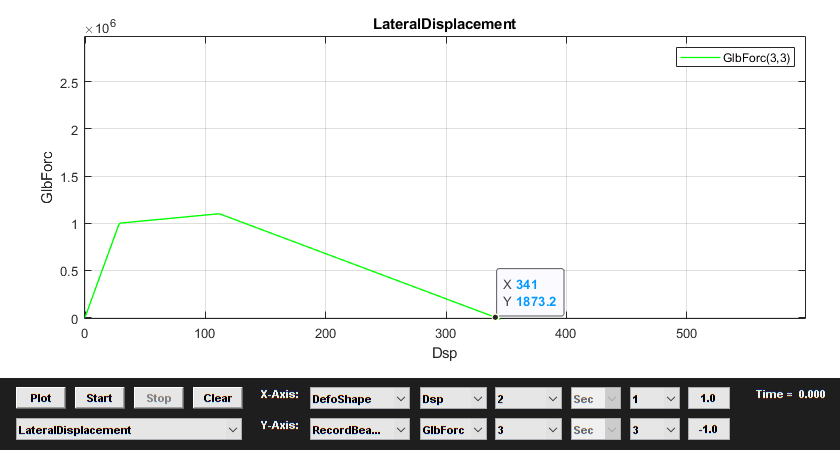 LateralDisplacement
×10⁶
GlbForc(3,3)
2.5
2
1.5
1
0.5
0
GlbForc
X 341
Y 1873.2
0 100 200 300 400 500
Dsp
Plot Start Stop Clear X-Axis: DefoShape Dsp 2 Sec 1 1.0 Time = 0.000
LateralDisplacement Y-Axis: RecordBea... GlbForc 3 Sec 3 -1.0